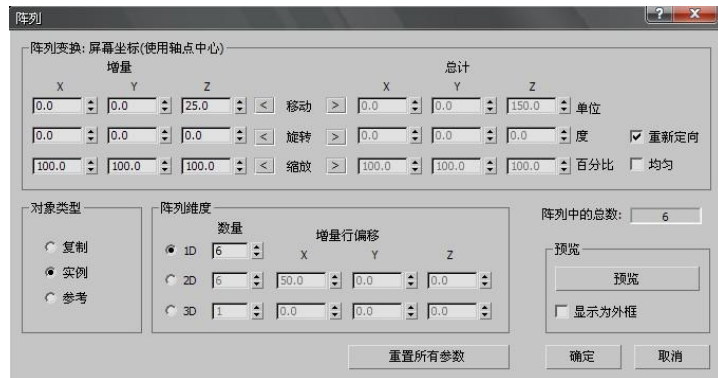 阵列
阵列变换: 屏幕坐标(使用轴点中心)
增量 总计
X Y Z X Y Z
0.0 0.0 25.0 < 移动 > 0.0 0.0 150.0 单位
0.0 0.0 0.0 < 旋转 > 0.0 0.0 0.0 度 重新定向
100.0 100.0 100.0 < 缩放 > 100.0 100.0 100.0 百分比 均匀
对象类型
复制
实例
参考
阵列维度
数量 增量行偏移
X Y Z
1D 6
2D 6 50.0 0.0 0.0
3D 1 0.0 0.0 0.0
阵列中的总数: 6
预览
预览
显示为外框
重置所有参数 确定 取消